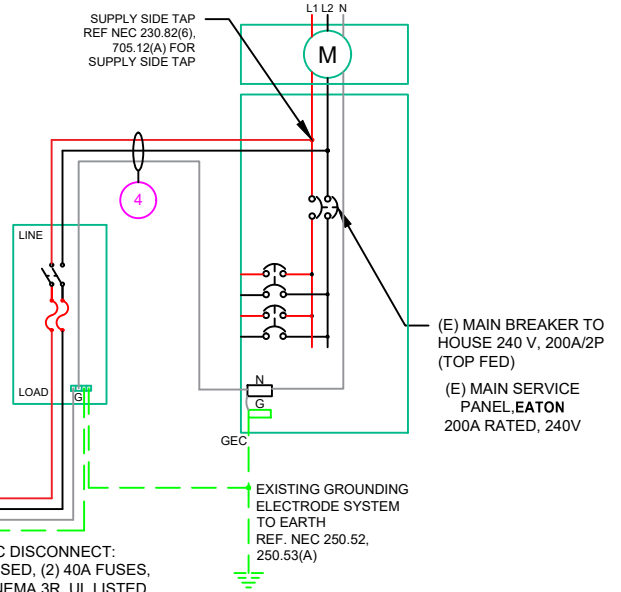 L1 L2 N
SUPPLY SIDE TAP
REF NEC 230.82(6),
705.12(A) FOR
SUPPLY SIDE TAP
M
4
LINE
LOAD
G
(E) MAIN BREAKER TO
HOUSE 240 V, 200A/2P
(TOP FED)
(E) MAIN SERVICE
PANEL,EATON
200A RATED, 240V
N
G
GEC
EXISTING GROUNDING
ELECTRODE SYSTEM
TO EARTH
REF. NEC 250.52,
250.53(A)
C DISCONNECT:
SED, (2) 40A FUSES,
NEMA 3R, UL LISTED